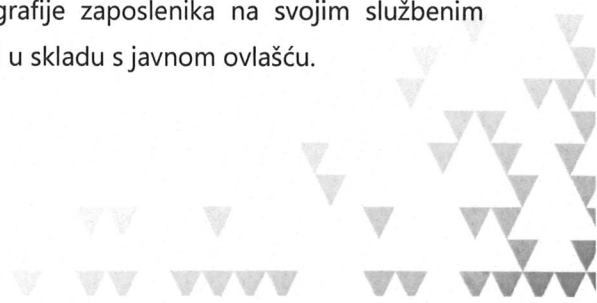 grafije zaposlenika na svojim službenim
u skladu s javnom ovlašću.